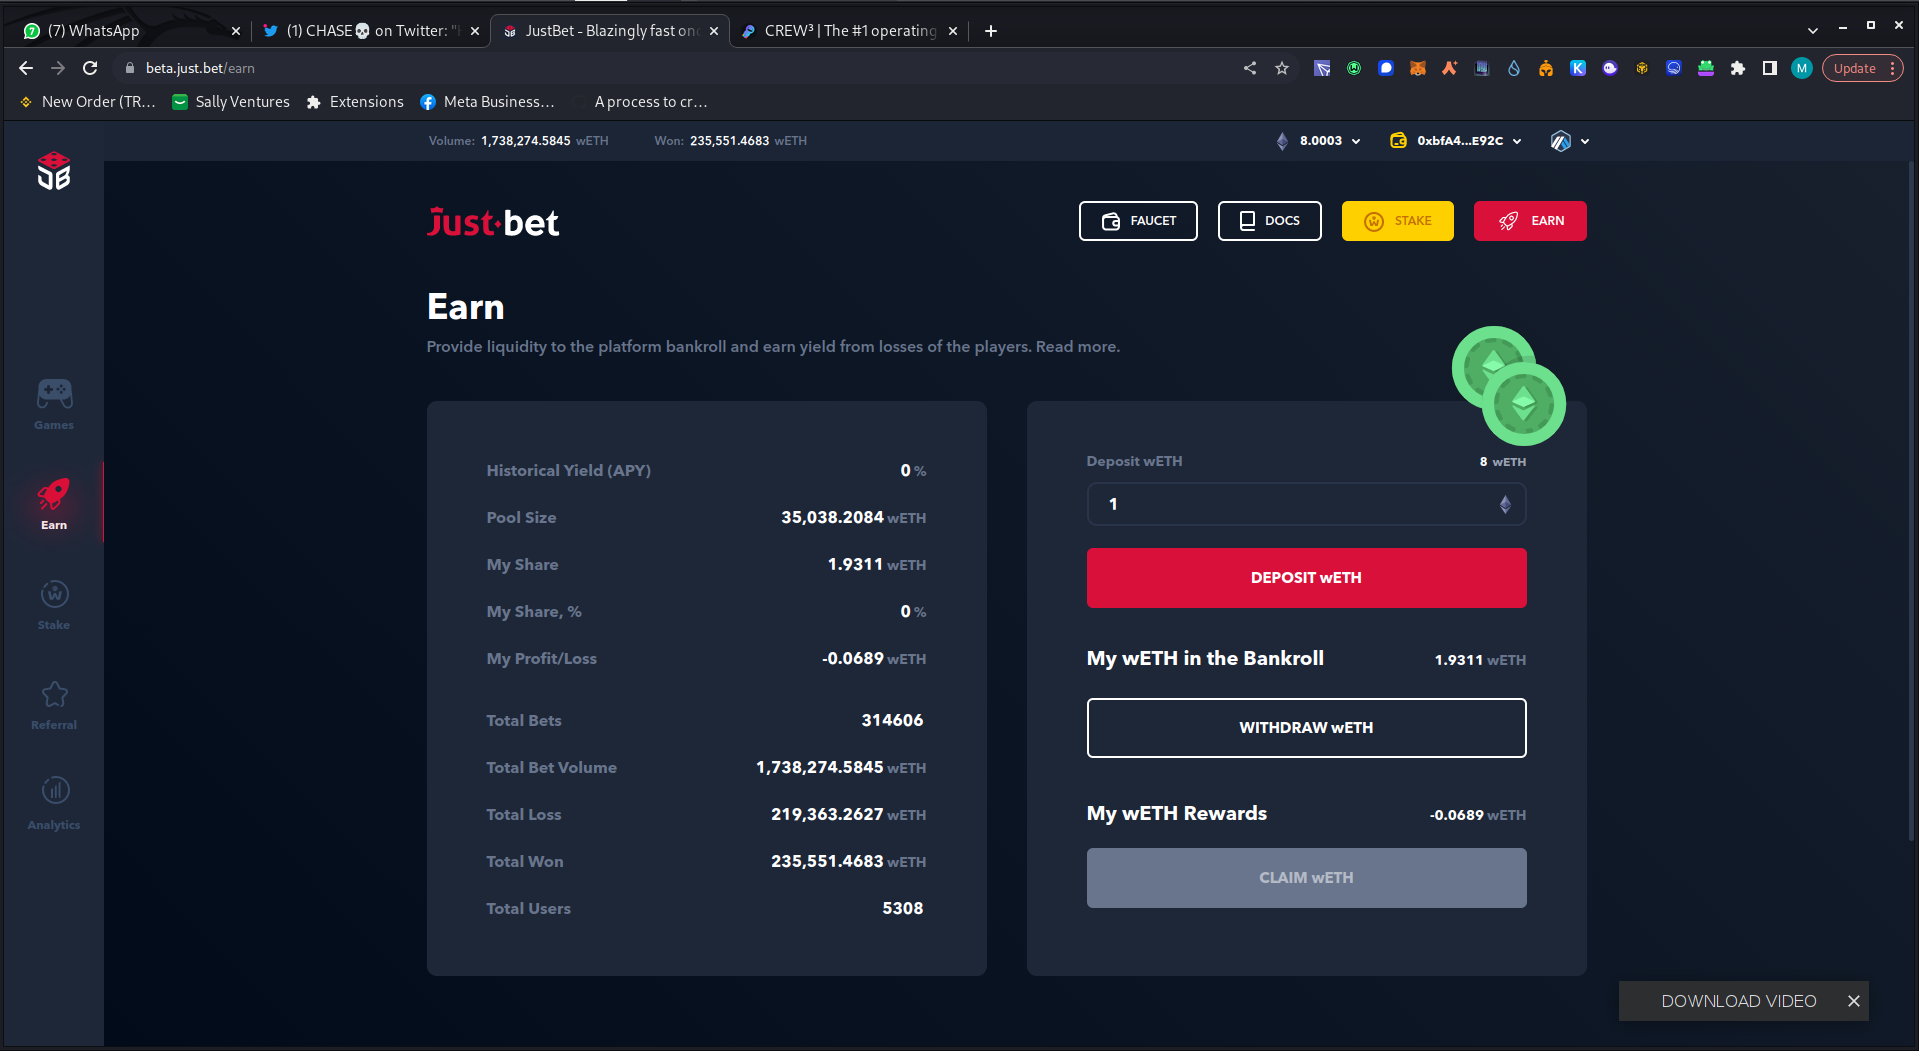 (7) WhatsApp
(1) CHASE💀 on Twitter: "
JustBet - Blazingly fast on
CREW³ | The #1 operating
beta.just.bet/earn
M
Update
New Order (TR...
Sally Ventures
Extensions
Meta Business...
A process to cr...
Volume: 1,738,274.5845 wETH
Won: 235,551.4683 wETH
8.0003
0xbfA4...E92C
JB
Just·bet
FAUCET
DOCS
STAKE
EARN
Earn
Provide liquidity to the platform bankroll and earn yield from losses of the players. Read more.
Games
Earn
Stake
Referral
Analytics
Historical Yield (APY) 0 %
Pool Size 35,038.2084 wETH
My Share 1.9311 wETH
My Share, % 0 %
My Profit/Loss -0.0689 wETH
Total Bets 314606
Total Bet Volume 1,738,274.5845 wETH
Total Loss 219,363.2627 wETH
Total Won 235,551.4683 wETH
Total Users 5308
Deposit wETH 8 wETH
1
DEPOSIT wETH
My wETH in the Bankroll 1.9311 wETH
WITHDRAW wETH
My wETH Rewards -0.0689 wETH
CLAIM wETH
DOWNLOAD VIDEO